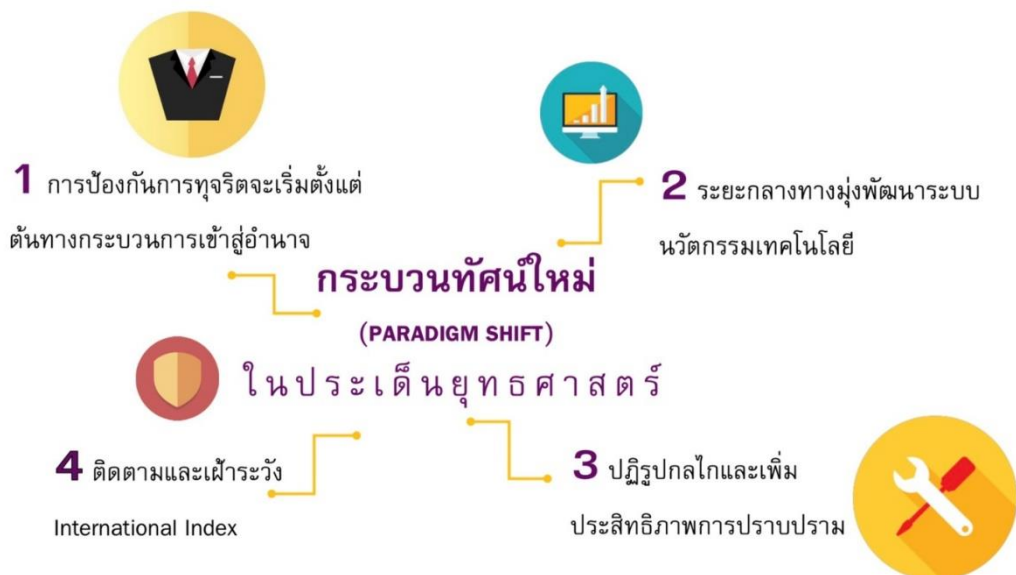 1 การป้องกันการทุจริตจะเริ่มตั้งแต่
ต้นทางกระบวนการเข้าสู่อำนาจ
2 ระยะกลางทางมุ่งพัฒนาระบบ
นวัตกรรมเทคโนโลยี
กระบวนทัศน์ใหม่
(PARADIGM SHIFT)
ในประเด็นยุทธศาสตร์
4 ติดตามและเฝ้าระวัง
International Index
3 ปฏิรูปกลไกและเพิ่ม
ประสิทธิภาพการปราบปราม